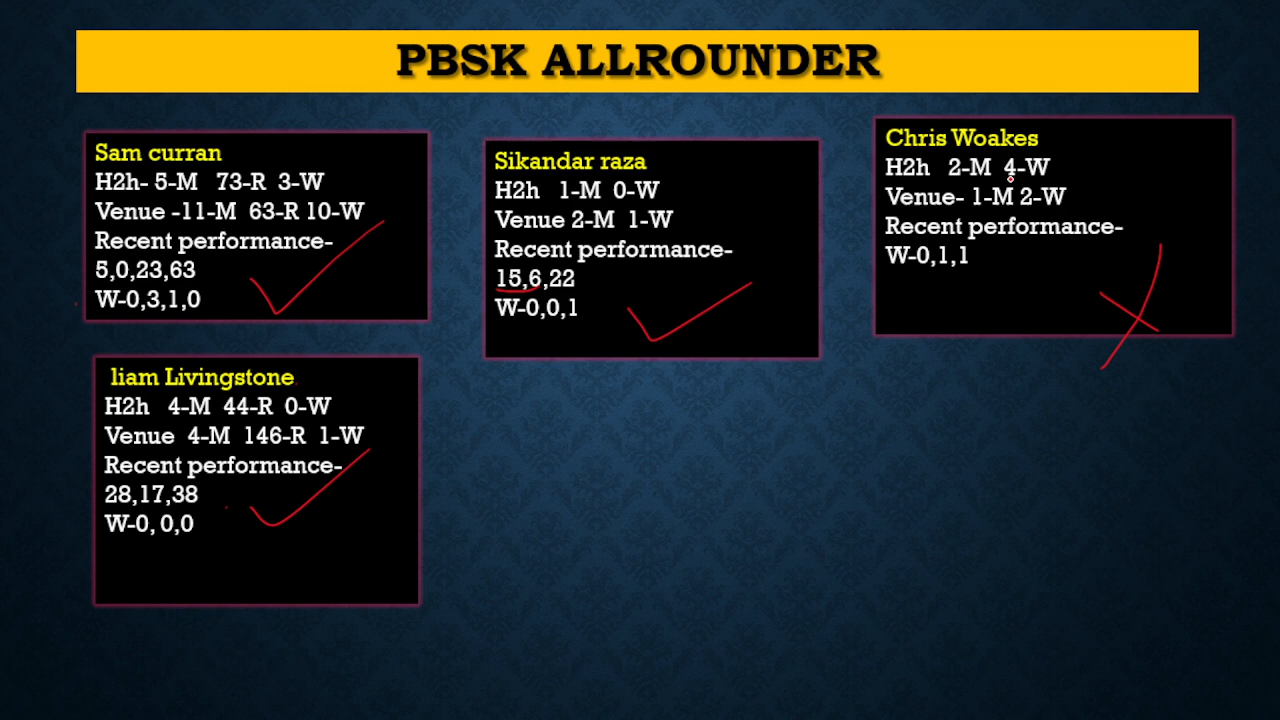 PBSK ALLROUNDER
Sam curran
H2h- 5-M 73-R 3-W
Venue -11-M 63-R 10-W
Recent performance-
5,0,23,63
W-0,3,1,0
Sikandar raza
H2h 1-M 0-W
Venue 2-M 1-W
Recent performance-
15,6,22
W-0,0,1
Chris Woakes
H2h 2-M 4-W
Venue- 1-M 2-W
Recent performance-
W-0,1,1
liam Livingstone
H2h 4-M 44-R 0-W
Venue 4-M 146-R 1-W
Recent performance-
28,17,38
W-0, 0,0